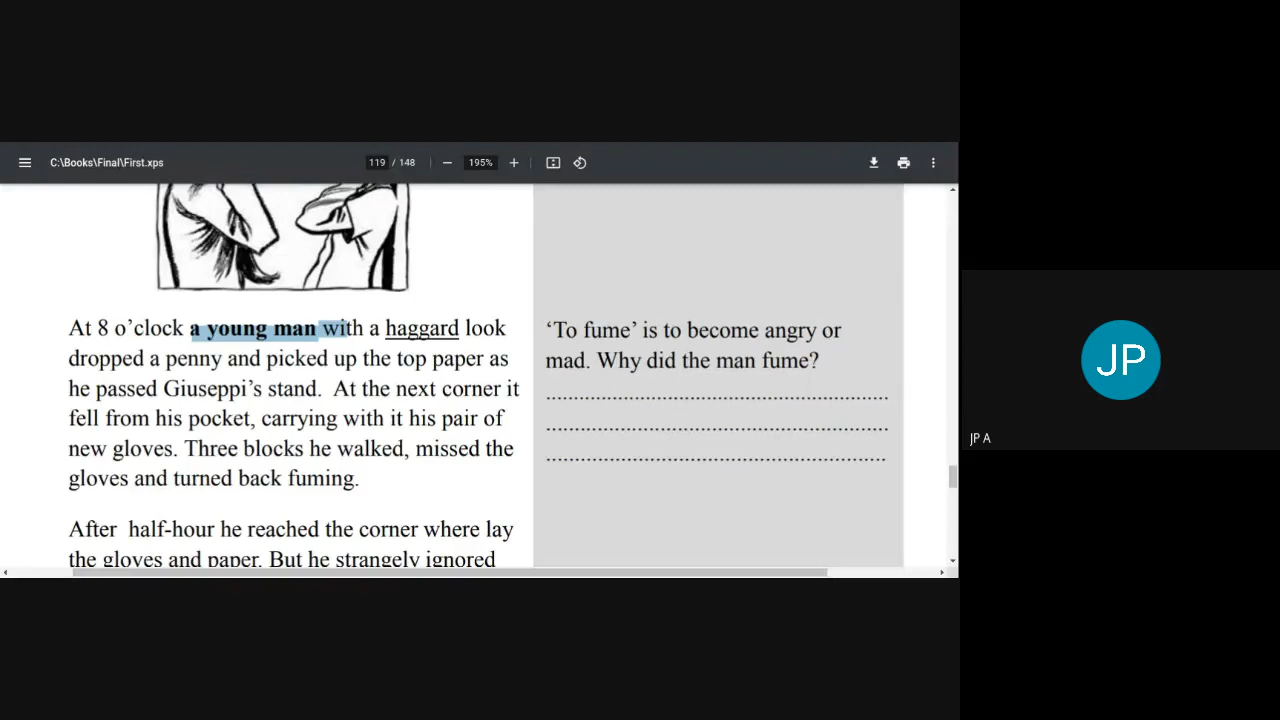 C:\Books\Final\First.xps
119 / 148
195%
At 8 o’clock a young man with a haggard look
dropped a penny and picked up the top paper as
he passed Giuseppi’s stand.  At the next corner it
fell from his pocket, carrying with it his pair of
new gloves. Three blocks he walked, missed the
gloves and turned back fuming.
After  half-hour he reached the corner where lay
the gloves and paper. But he strangely ignored
‘To fume’ is to become angry or
mad. Why did the man fume?
JP
JP A